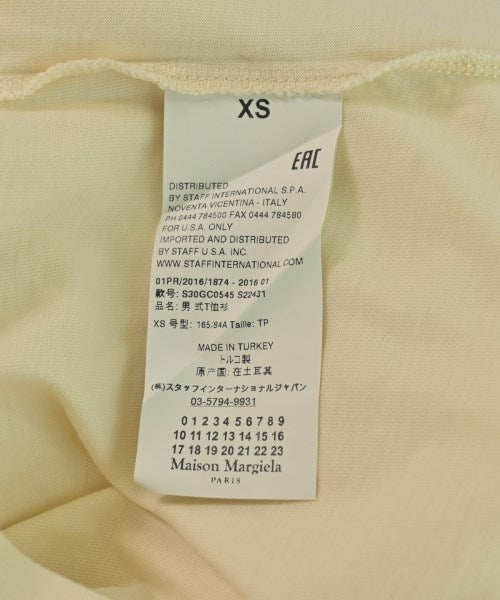 XS
EAC
DISTRIBUTED
BY STAFF INTERNATIONAL S.P.A.
NOVENTA VICENTINA - ITALY
PH 0444 784500 FAX 0444 784580
FOR U.S.A. ONLY
IMPORTED AND DISTRIBUTED
BY STAFF U.S.A. INC.
WWW.STAFFINTERNATIONAL.COM
01PR/2016/1874 - 2016 01
款号: S30GC0545 S22431
品名: 男 式T恤衫
XS 号型: 165/84A Taille: TP
MADE IN TURKEY
トルコ製
原产国: 在土耳其
(株)スタッフインターナショナルジャパン
03-5794-9931
0 1 2 3 4 5 6 7 8 9
10 11 12 13 14 15 16
17 18 19 20 21 22 23
Maison Margiela
PARIS